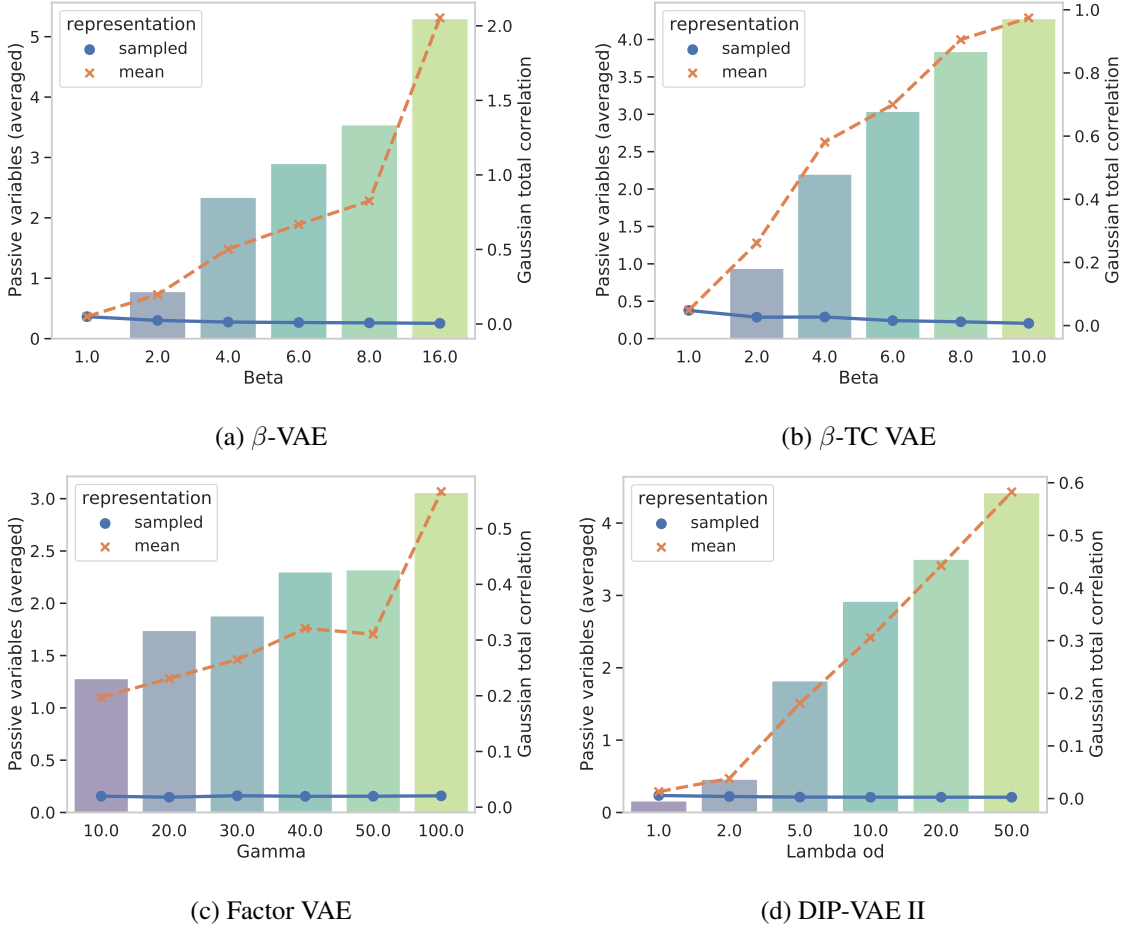 representation
sampled
mean
Passive variables (averaged)
5
4
3
2
1
0
2.0
1.5
1.0
0.5
0.0
Gaussian total correlation
1.0 2.0 4.0 6.0 8.0 16.0
Beta
(a) β-VAE
representation
sampled
mean
Passive variables (averaged)
4.0
3.5
3.0
2.5
2.0
1.5
1.0
0.5
0.0
1.0
0.8
0.6
0.4
0.2
0.0
Gaussian total correlation
1.0 2.0 4.0 6.0 8.0 10.0
Beta
(b) β-TC VAE
representation
sampled
mean
Passive variables (averaged)
3.0
2.5
2.0
1.5
1.0
0.5
0.0
0.5
0.4
0.3
0.2
0.1
0.0
Gaussian total correlation
10.0 20.0 30.0 40.0 50.0 100.0
Gamma
(c) Factor VAE
representation
sampled
mean
Passive variables (averaged)
4
3
2
1
0
0.6
0.5
0.4
0.3
0.2
0.1
0.0
Gaussian total correlation
1.0 2.0 5.0 10.0 20.0 50.0
Lambda od
(d) DIP-VAE II